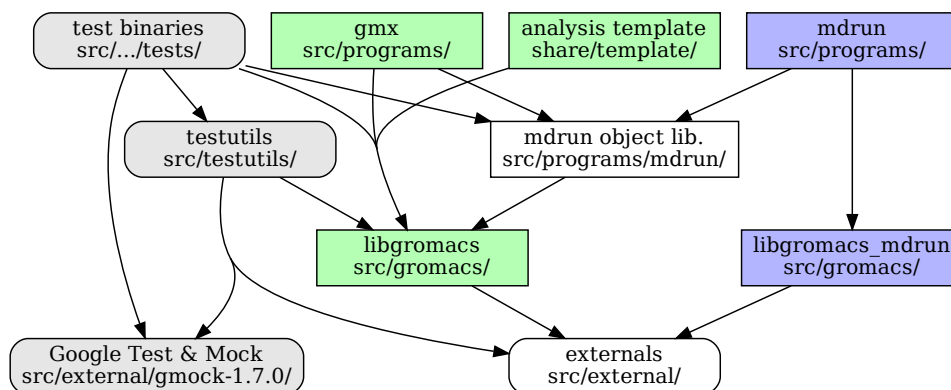 test binaries
src/.../tests/
gmx
src/programs/
analysis template
share/template/
mdrun
src/programs/
testutils
src/testutils/
mdrun object lib.
src/programs/mdrun/
libgromacs
src/gromacs/
libgromacs_mdrun
src/gromacs/
Google Test & Mock
src/external/gmock-1.7.0/
externals
src/external/